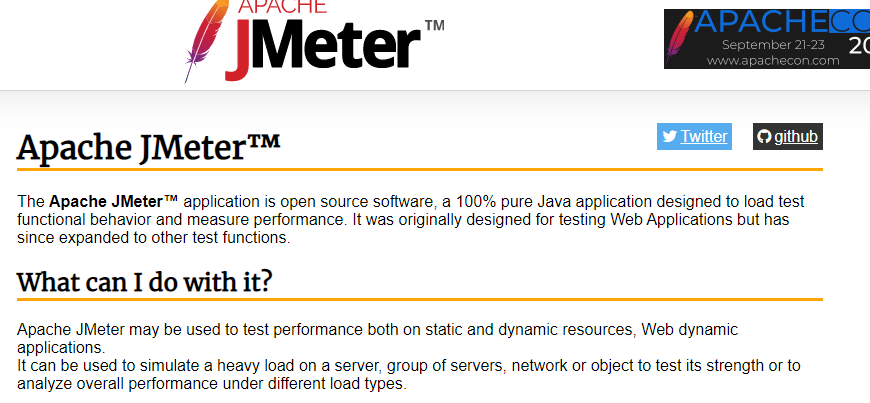 APACHE
JMeter™
APACHECO
September 21-23
www.apachecon.com
Apache JMeter™
Twitter
github
The Apache JMeter™ application is open source software, a 100% pure Java application designed to load test
functional behavior and measure performance. It was originally designed for testing Web Applications but has
since expanded to other test functions.
What can I do with it?
Apache JMeter may be used to test performance both on static and dynamic resources, Web dynamic
applications.
It can be used to simulate a heavy load on a server, group of servers, network or object to test its strength or to
analyze overall performance under different load types.